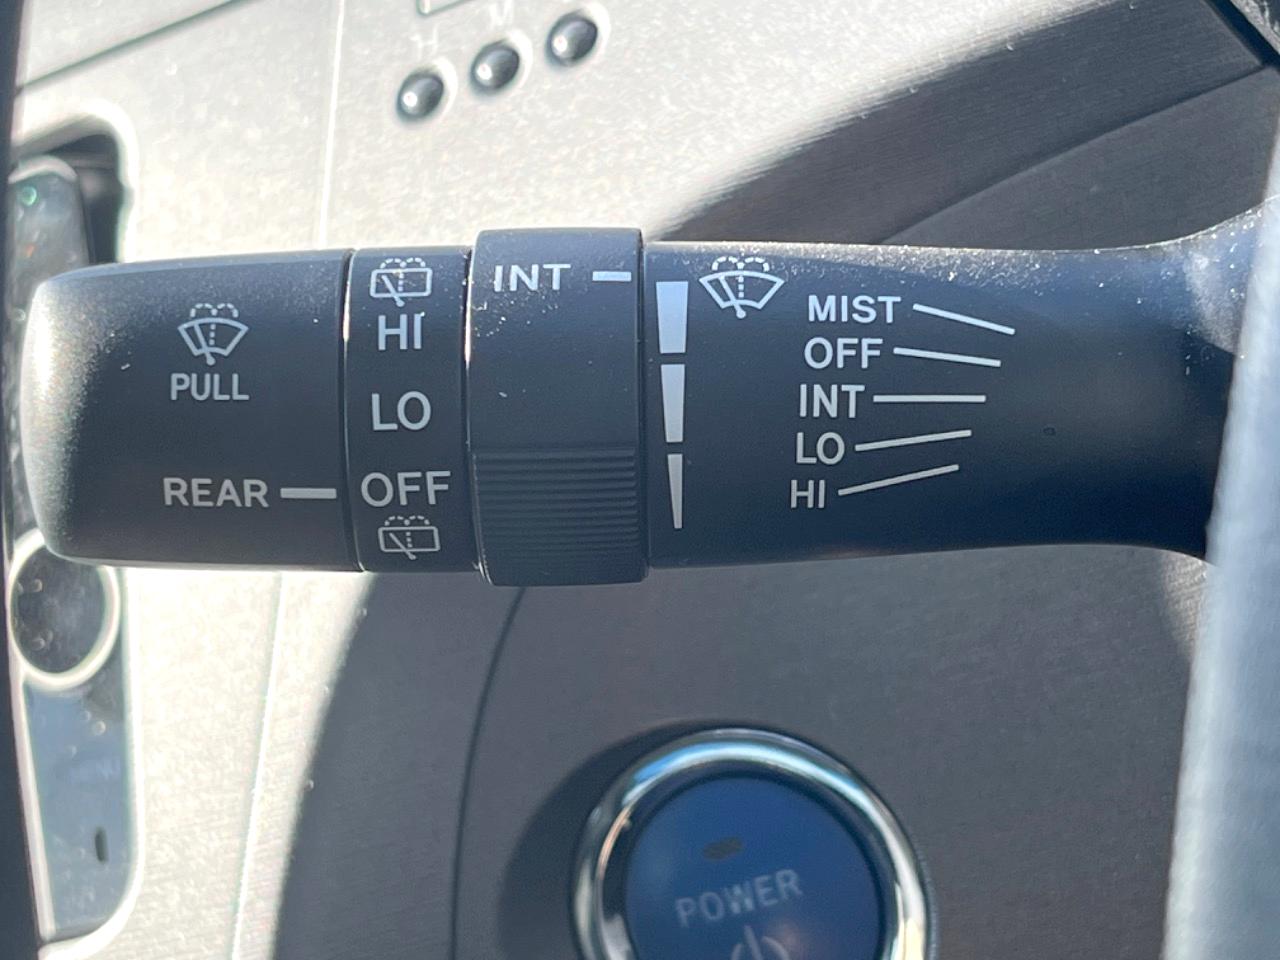 PULL
REAR
HI
LO
OFF
INT
MIST
OFF
INT
LO
HI
POWER